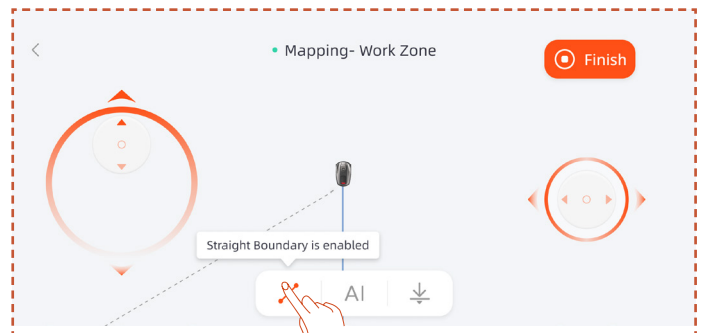 Mapping- Work Zone
Finish
Straight Boundary is enabled
AI